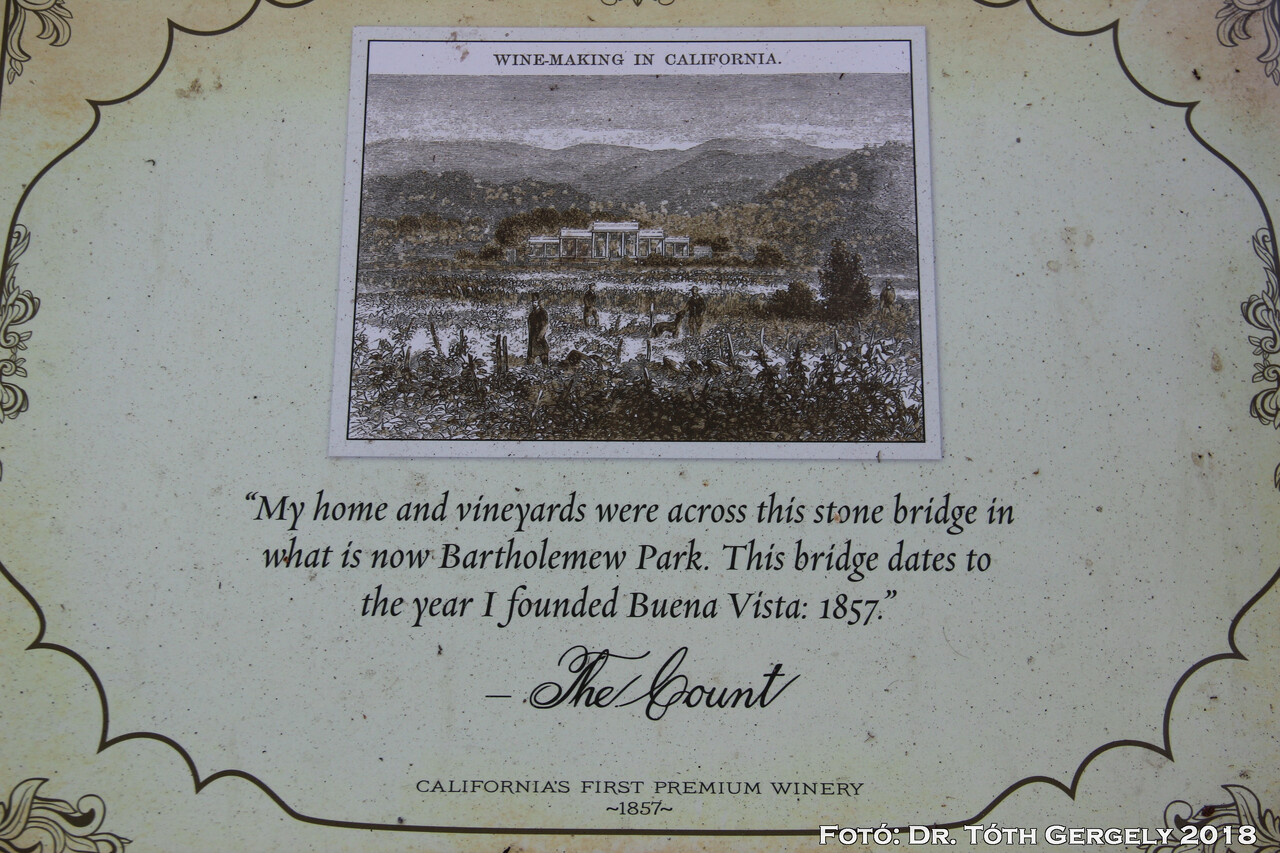 WINE-MAKING IN CALIFORNIA.
“My home and vineyards were across this stone bridge in
what is now Bartholemew Park. This bridge dates to
the year I founded Buena Vista: 1857.”
– The Count
CALIFORNIA'S FIRST PREMIUM WINERY
~1857~
Fotó: Dr. Tóth Gergely 2018